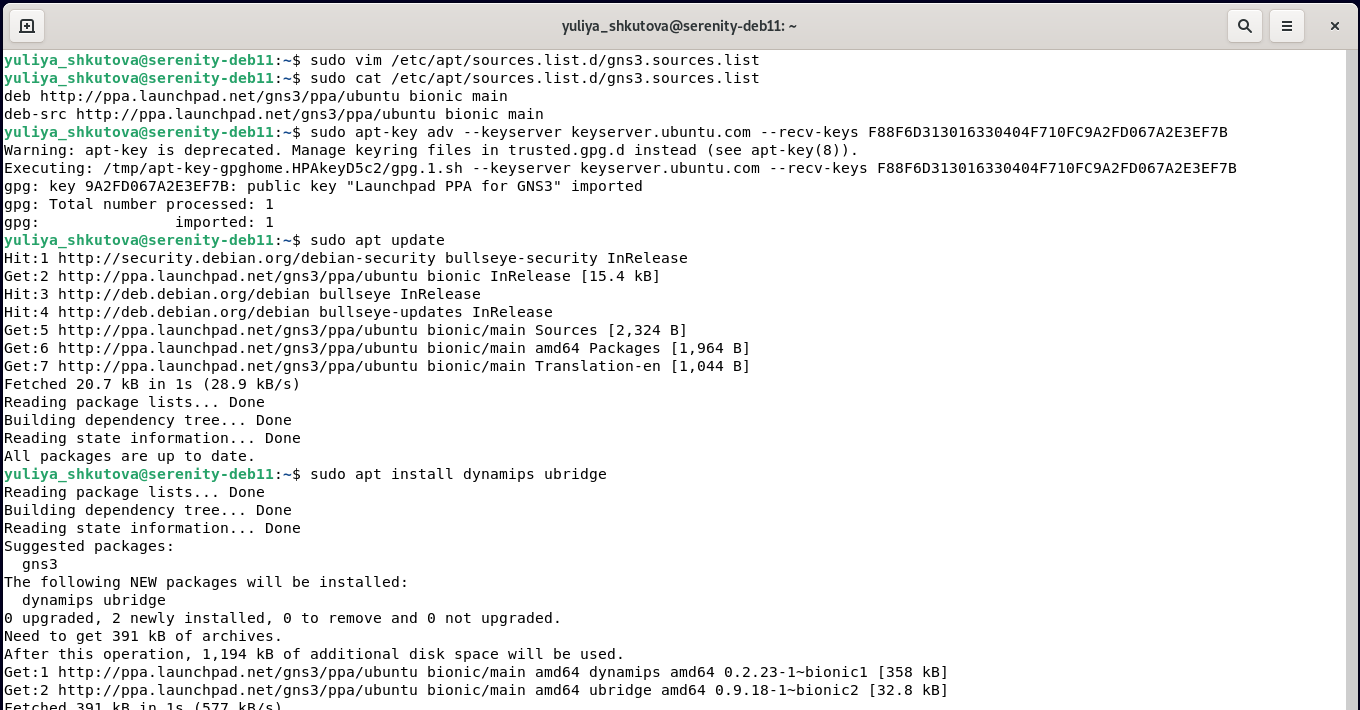 yuliya_shkutova@serenity-deb11: ~
yuliya_shkutova@serenity-deb11:~$ sudo vim /etc/apt/sources.list.d/gns3.sources.list
yuliya_shkutova@serenity-deb11:~$ sudo cat /etc/apt/sources.list.d/gns3.sources.list
deb http://ppa.launchpad.net/gns3/ppa/ubuntu bionic main
deb-src http://ppa.launchpad.net/gns3/ppa/ubuntu bionic main
yuliya_shkutova@serenity-deb11:~$ sudo apt-key adv --keyserver keyserver.ubuntu.com --recv-keys F88F6D313016330404F710FC9A2FD067A2E3EF7B
Warning: apt-key is deprecated. Manage keyring files in trusted.gpg.d instead (see apt-key(8)).
Executing: /tmp/apt-key-gpghome.HPAkeyD5c2/gpg.1.sh --keyserver keyserver.ubuntu.com --recv-keys F88F6D313016330404F710FC9A2FD067A2E3EF7B
gpg: key 9A2FD067A2E3EF7B: public key "Launchpad PPA for GNS3" imported
gpg: Total number processed: 1
gpg:               imported: 1
yuliya_shkutova@serenity-deb11:~$ sudo apt update
Hit:1 http://security.debian.org/debian-security bullseye-security InRelease
Get:2 http://ppa.launchpad.net/gns3/ppa/ubuntu bionic InRelease [15.4 kB]
Hit:3 http://deb.debian.org/debian bullseye InRelease
Hit:4 http://deb.debian.org/debian bullseye-updates InRelease
Get:5 http://ppa.launchpad.net/gns3/ppa/ubuntu bionic/main Sources [2,324 B]
Get:6 http://ppa.launchpad.net/gns3/ppa/ubuntu bionic/main amd64 Packages [1,964 B]
Get:7 http://ppa.launchpad.net/gns3/ppa/ubuntu bionic/main Translation-en [1,044 B]
Fetched 20.7 kB in 1s (28.9 kB/s)
Reading package lists... Done
Building dependency tree... Done
Reading state information... Done
All packages are up to date.
yuliya_shkutova@serenity-deb11:~$ sudo apt install dynamips ubridge
Reading package lists... Done
Building dependency tree... Done
Reading state information... Done
Suggested packages:
  gns3
The following NEW packages will be installed:
  dynamips ubridge
0 upgraded, 2 newly installed, 0 to remove and 0 not upgraded.
Need to get 391 kB of archives.
After this operation, 1,194 kB of additional disk space will be used.
Get:1 http://ppa.launchpad.net/gns3/ppa/ubuntu bionic/main amd64 dynamips amd64 0.2.23-1~bionic1 [358 kB]
Get:2 http://ppa.launchpad.net/gns3/ppa/ubuntu bionic/main amd64 ubridge amd64 0.9.18-1~bionic2 [32.8 kB]
Fetched 391 kB in 1s (577 kB/s)